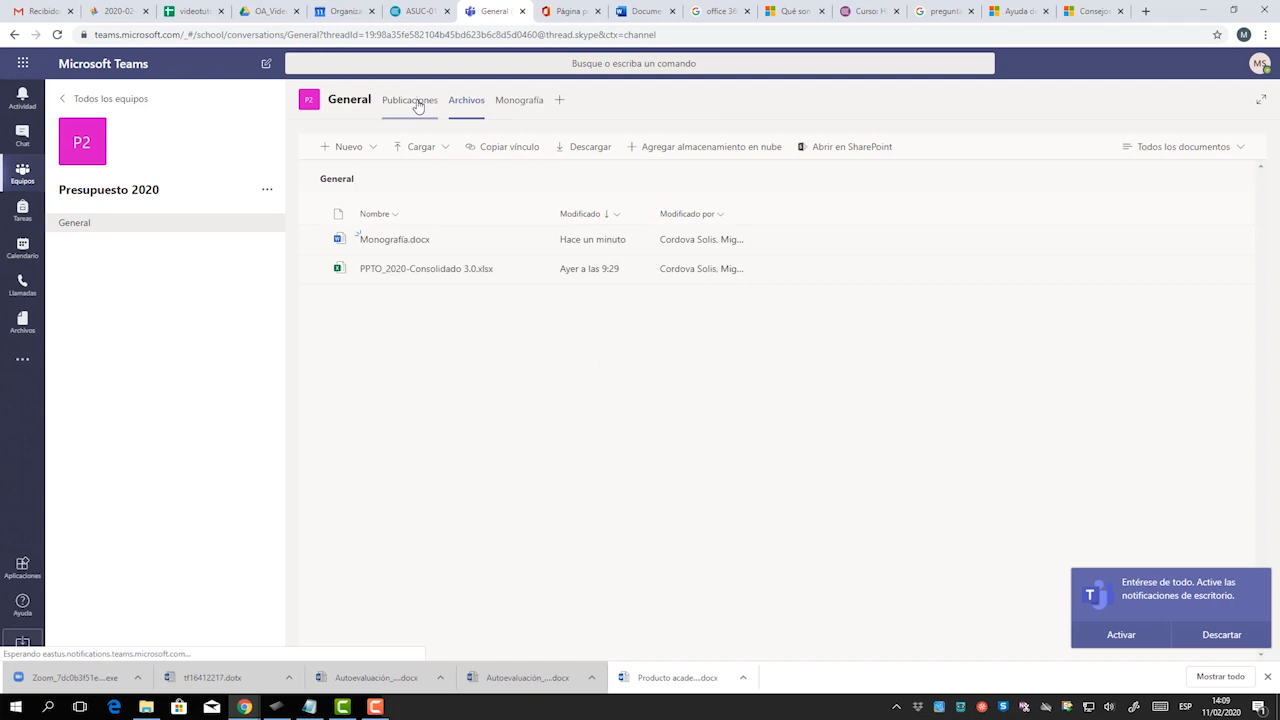 Recibido
2020-02-
videotut
OA_Vide
Organiza
ASUC-01
General
Página p
Docume
office 36
Qué son
Curso: H
pregunta
Ayuda d
Consejos
teams.microsoft.com/_#/school/conversations/General?threadId=19:98a35fe582104b45bd623b6c8d5d0460@thread.skype&ctx=channel
M
Microsoft Teams
Busque o escriba un comando
MS
Actividad
Chat
Equipos
Tareas
Calendario
Llamadas
Archivos
Aplicaciones
Ayuda
Todos los equipos
P2
Presupuesto 2020
General
P2 General Publicaciones Archivos Monografía
Nuevo Cargar Copiar vínculo Descargar Agregar almacenamiento en nube Abrir en SharePoint Todos los documentos
General
Nombre Modificado Modificado por
Monografía.docx Hace un minuto Cordova Solis, Mig...
PPTO_2020-Consolidado 3.0.xlsx Ayer a las 9:29 Cordova Solis, Mig...
Entérese de todo. Active las
notificaciones de escritorio.
Activar Descartar
Esperando eastus.notifications.teams.microsoft.com...
Zoom_7dc0b3f51e....exe tf16412217.dotx Autoevaluación_....docx Autoevaluación_....docx Producto acade....docx Mostrar todo
ESP
14:09
11/02/2020